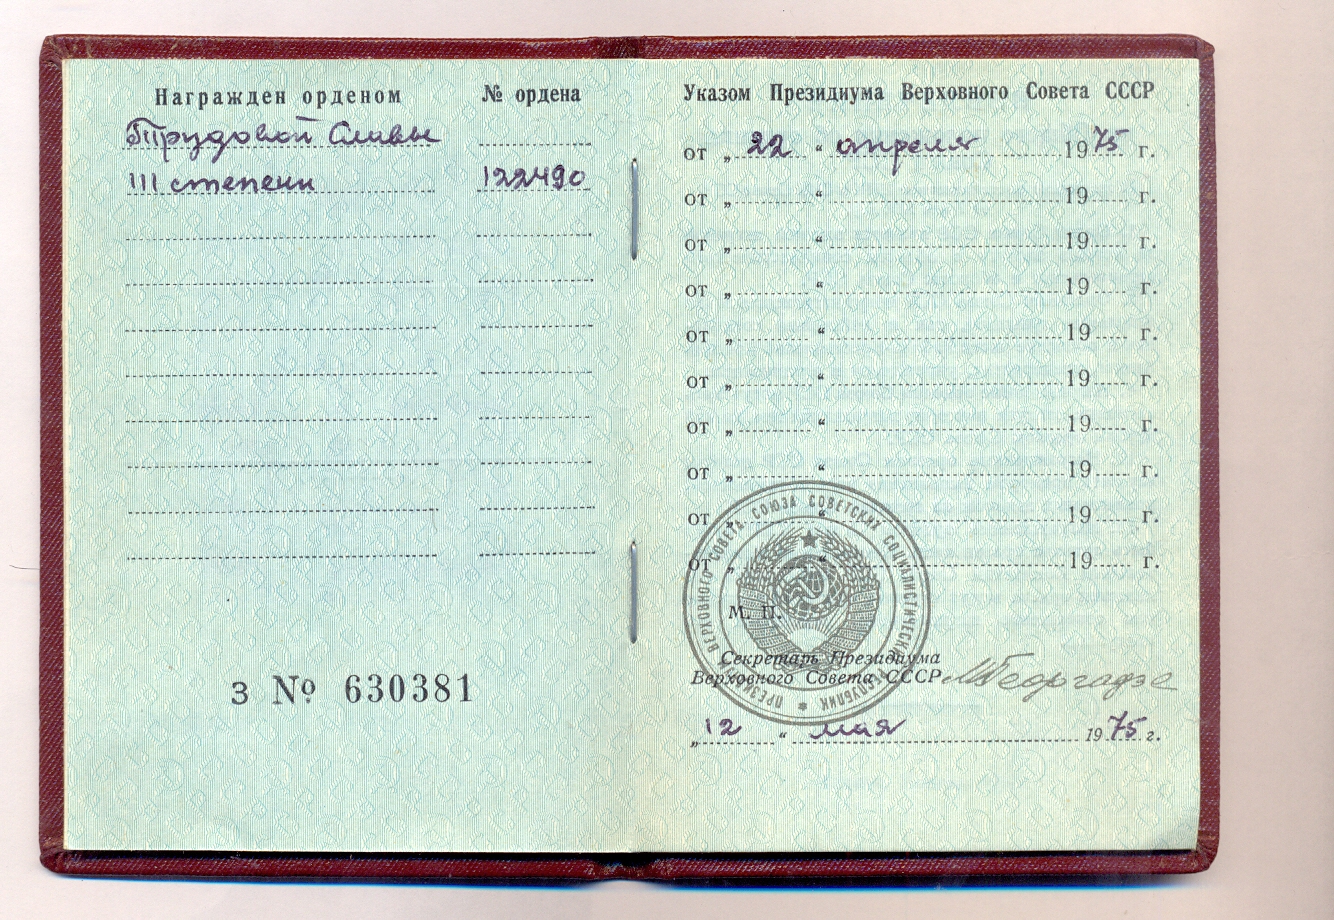 Награжден орденом № ордена
Трудовой Славы
III степени 122490
З № 630381
Указом Президиума Верховного Совета СССР
от „ 22 “ апреля 1975 г.
от „ “ 19 г.
от „ “ 19 г.
от „ “ 19 г.
от „ “ 19 г.
от „ “ 19 г.
от „ “ 19 г.
от „ “ 19 г.
от „ “ 19 г.
от „ “ 19 г.
ПРЕЗИДИУМ ВЕРХОВНОГО СОВЕТА СОЮЗА СОВЕТСКИХ СОЦИАЛИСТИЧЕСКИХ РЕСПУБЛИК
М. П.
Секретарь Президиума
Верховного Совета СССР МГеоргадзе
„12 “ мая 1975 г.